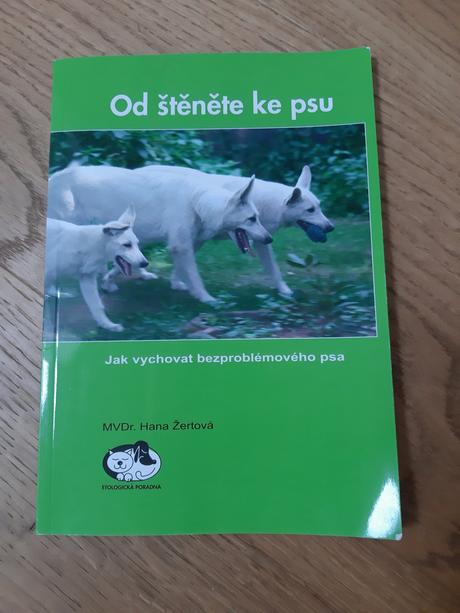 Od štěněte ke psu
Jak vychovat bezproblémového psa
MVDr. Hana Žertová
ETOLOGICKÁ PORADNA